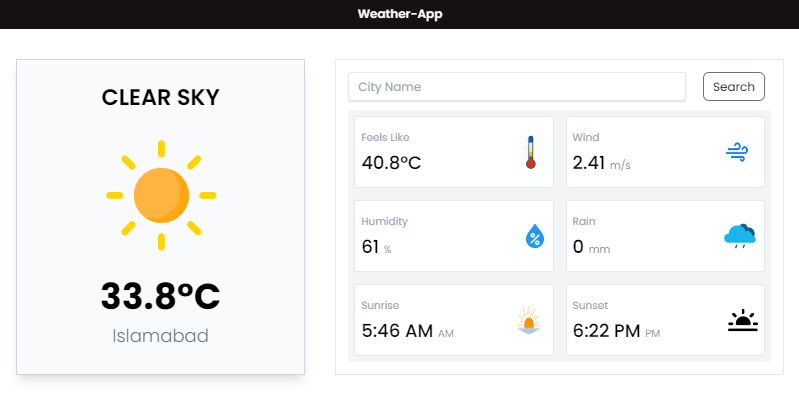 Weather-App
CLEAR SKY
33.8°C
Islamabad
City Name
Search
Feels Like
40.8°C
Wind
2.41 m/s
Humidity
61 %
Rain
0 mm
Sunrise
5:46 AM AM
Sunset
6:22 PM PM